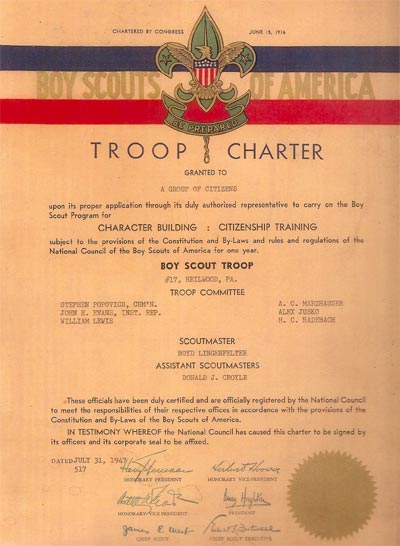 CHARTERED BY CONGRESS JUNE 15, 1916
BOY SCOUTS OF AMERICA
BE PREPARED
TROOP CHARTER
GRANTED TO
A GROUP OF CITIZENS
upon its proper application through its duly authorized representative to carry on the Boy
Scout Program for
CHARACTER BUILDING : CITIZENSHIP TRAINING
subject to the provisions of the Constitution and By-Laws and rules and regulations of the
National Council of the Boy Scouts of America for one year.
BOY SCOUT TROOP
#17, HEILWOOD, PA.
TROOP COMMITTEE
STEPHEN POPOVICH, CHM'N. A. C. MARZHAUSER
JOHN H. EVANS, INST. REP. ALEX JUSKO
WILLIAM LEWIS H. C. RADEBACH
SCOUTMASTER
BOYD LINGENFELTER
ASSISTANT SCOUTMASTERS
DONALD J. CROYLE
These officials have been duly certified and are officially registered by the National Council
to meet the responsibilities of their respective offices in accordance with the provisions of the
Constitution and By-Laws of the Boy Scouts of America.
IN TESTIMONY WHEREOF the National Council has caused this charter to be signed by
its officers and its corporate seal to be affixed.
DATED JULY 31, 1947
517
Harry Truman Herbert Hoover
HONORARY PRESIDENT HONORARY VICE-PRESIDENT
HONORARY VICE-PRESIDENT PRESIDENT
James E. West
CHIEF SCOUT CHIEF SCOUT EXECUTIVE